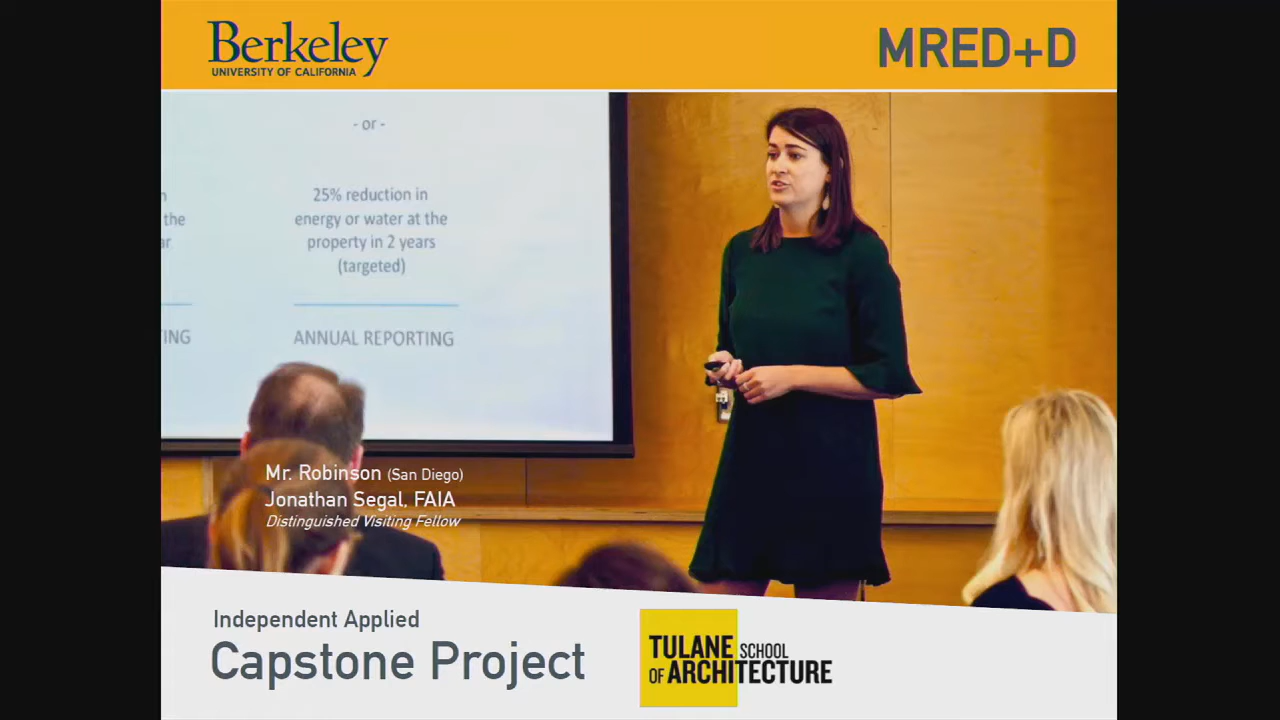 Berkeley
UNIVERSITY OF CALIFORNIA
MRED+D
- or -
25% reduction in
the
energy or water at the
property in 2 years
(targeted)
ANNUAL REPORTING
Mr. Robinson (San Diego)
Jonathan Segal, FAIA
Distinguished Visiting Fellow
Independent Applied
Capstone Project
TULANE SCHOOL
OF ARCHITECTURE